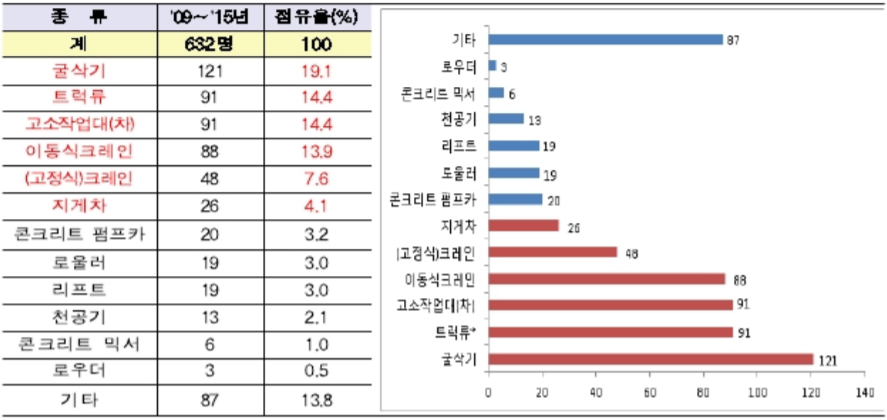 종 류 '09~'15년 점유율(%)
계 632명 100
굴삭기 121 19.1
트럭류 91 14.4
고소작업대(차) 91 14.4
이동식크레인 88 13.9
(고정식)크레인 48 7.6
지게차 26 4.1
콘크리트 펌프카 20 3.2
로울러 19 3.0
리프트 19 3.0
천공기 13 2.1
콘크리트 믹서 6 1.0
로우더 3 0.5
기타 87 13.8
기타 87
로우더 3
콘크리트 믹서 6
천공기 13
리프트 19
로울러 19
콘크리트 펌프카 20
지게차 26
(고정식)크레인 48
이동식크레인 88
고소작업대(차) 91
트럭류* 91
굴삭기 121
0 20 40 60 80 100 120 140